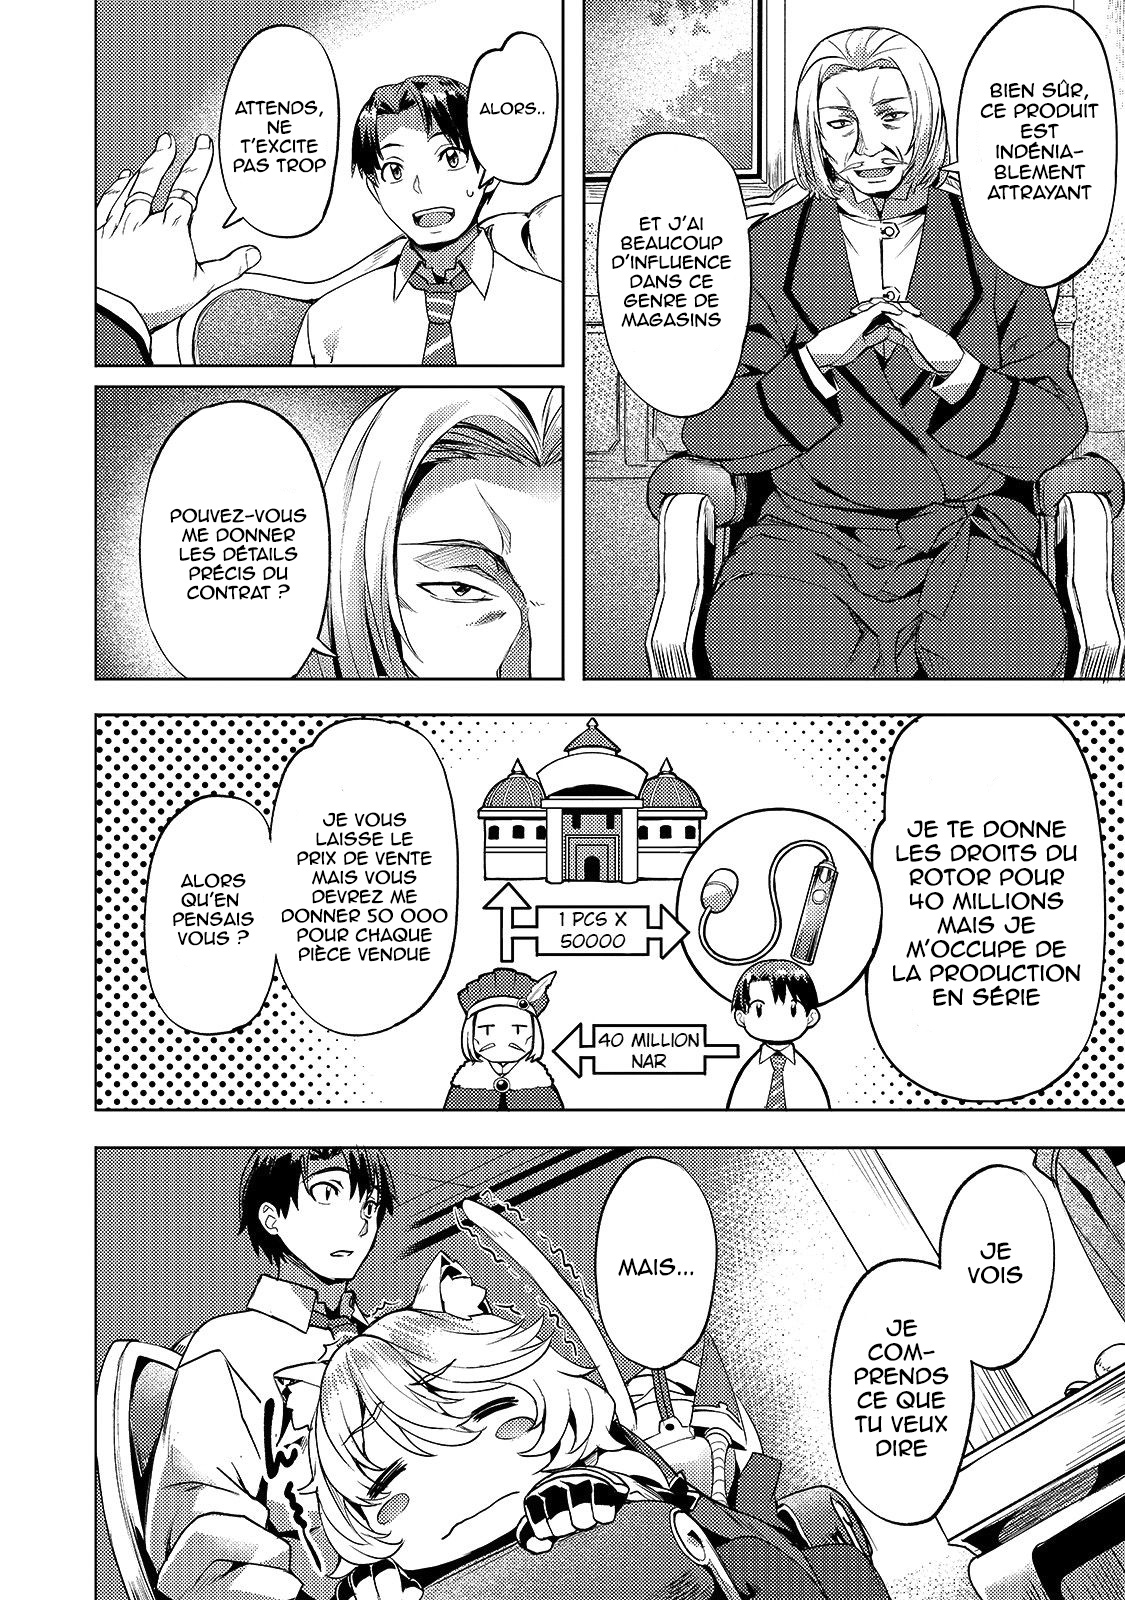 BIEN SÛR,
CE PRODUIT
EST
INDÉNIA-
BLEMENT
ATTRAYANT
ET J'AI
BEAUCOUP
D'INFLUENCE
DANS CE
GENRE DE
MAGASINS
ALORS..
ATTENDS,
NE
T'EXCITE
PAS TROP
POUVEZ-VOUS
ME DONNER
LES DÉTAILS
PRÉCIS DU
CONTRAT ?
JE TE DONNE
LES DROITS DU
ROTOR POUR
40 MILLIONS
MAIS JE
M'OCCUPE DE
LA PRODUCTION
EN SÉRIE
1 PCS X
50000
40 MILLION
NAR
JE VOUS
LAISSE LE
PRIX DE VENTE
MAIS VOUS
DEVREZ ME
DONNER 50 000
POUR CHAQUE
PIÈCE VENDUE
ALORS
QU'EN
PENSAIS
VOUS ?
JE
VOIS
JE
COM-
PRENDS
CE QUE
TU VEUX
DIRE
MAIS...